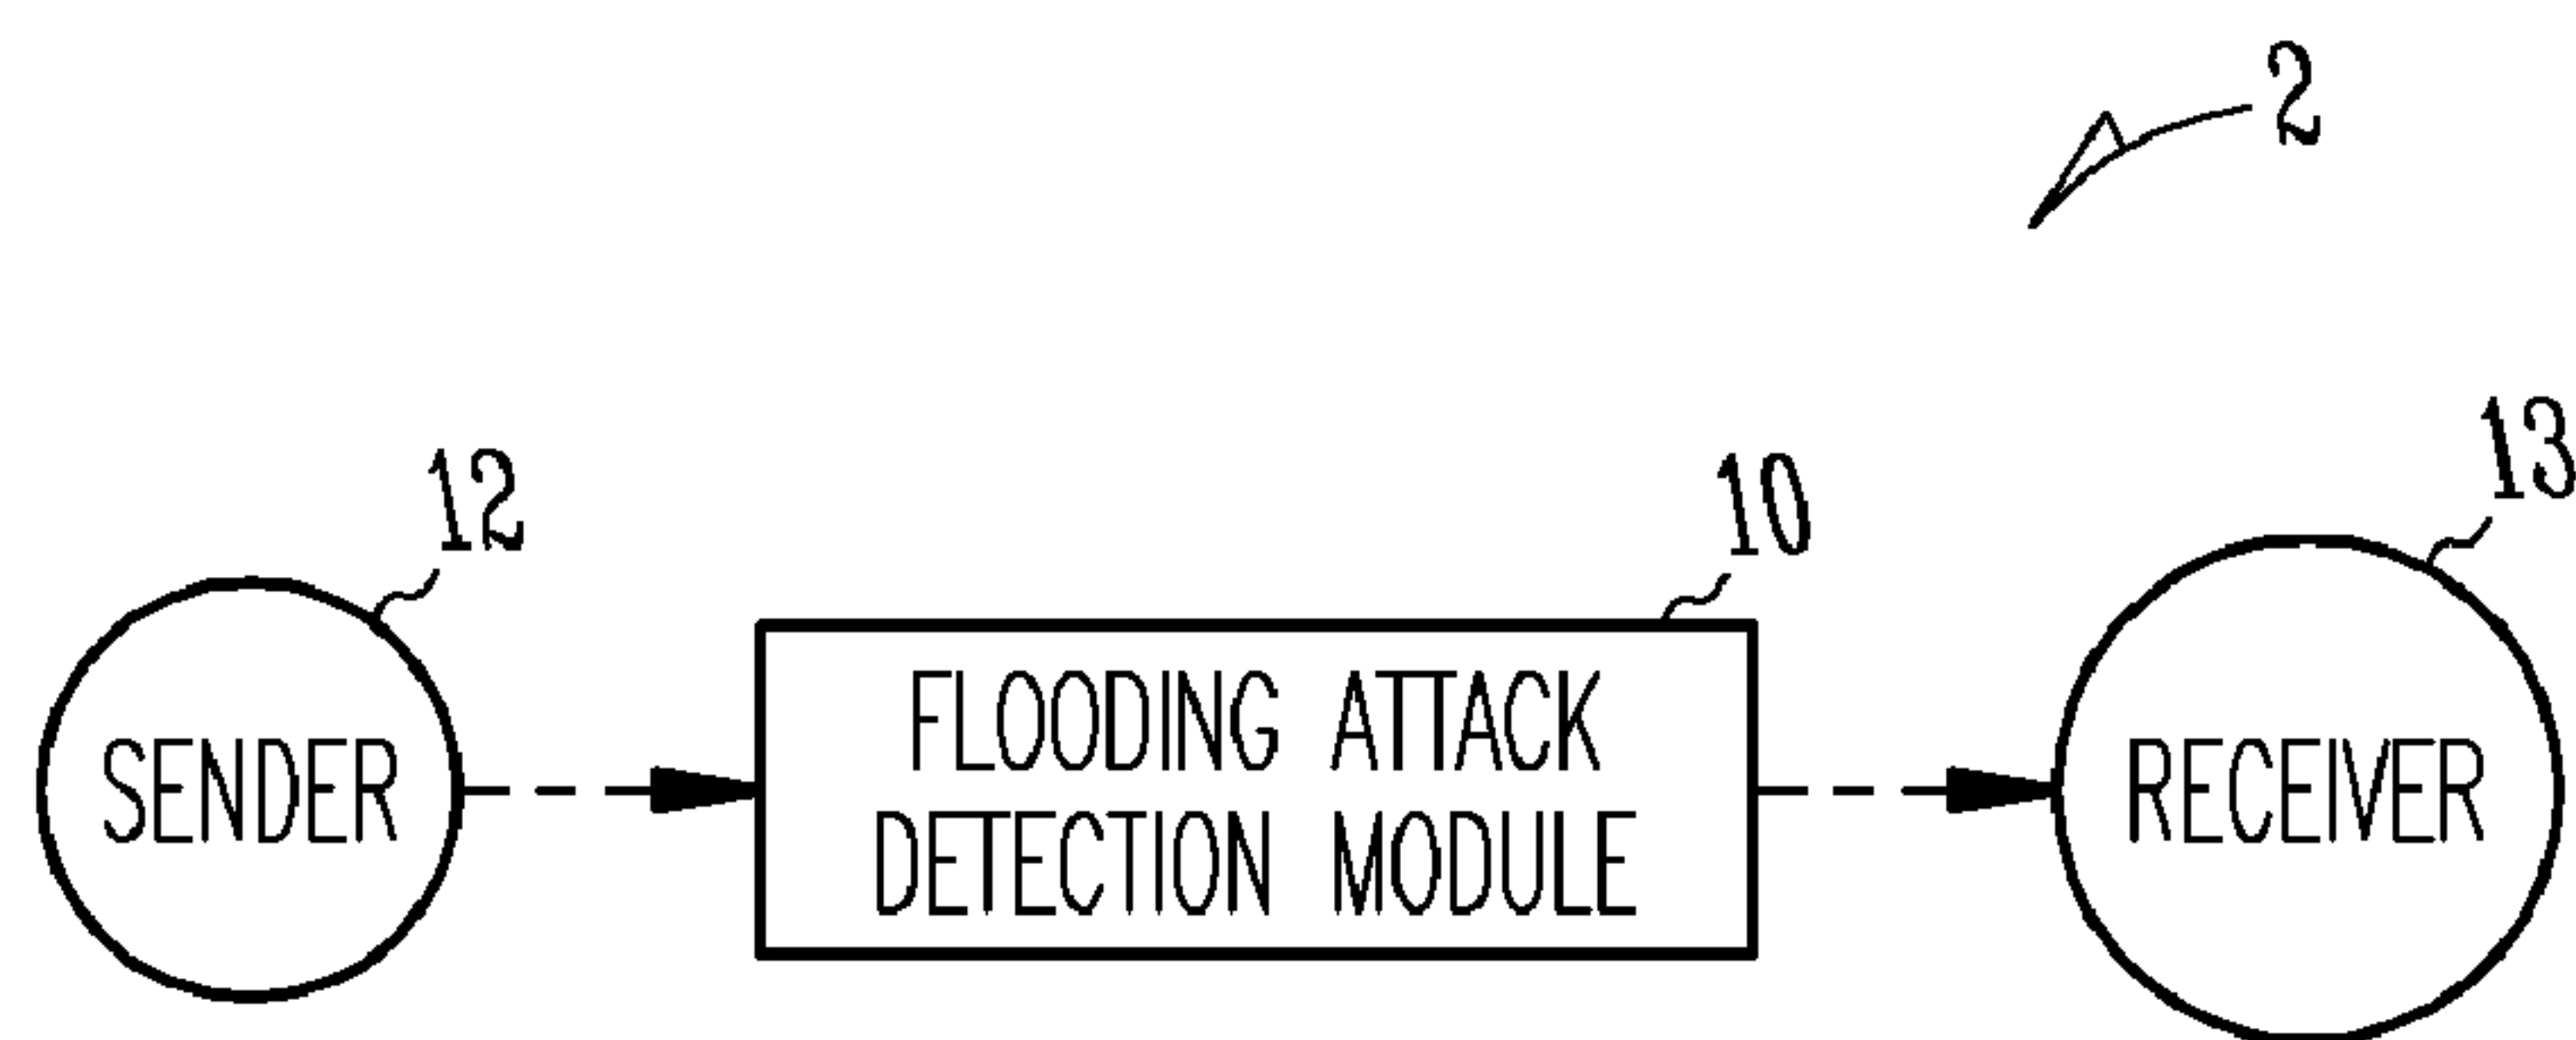 2
12
10
13
SENDER
FLOODING ATTACK
DETECTION MODULE
RECEIVER